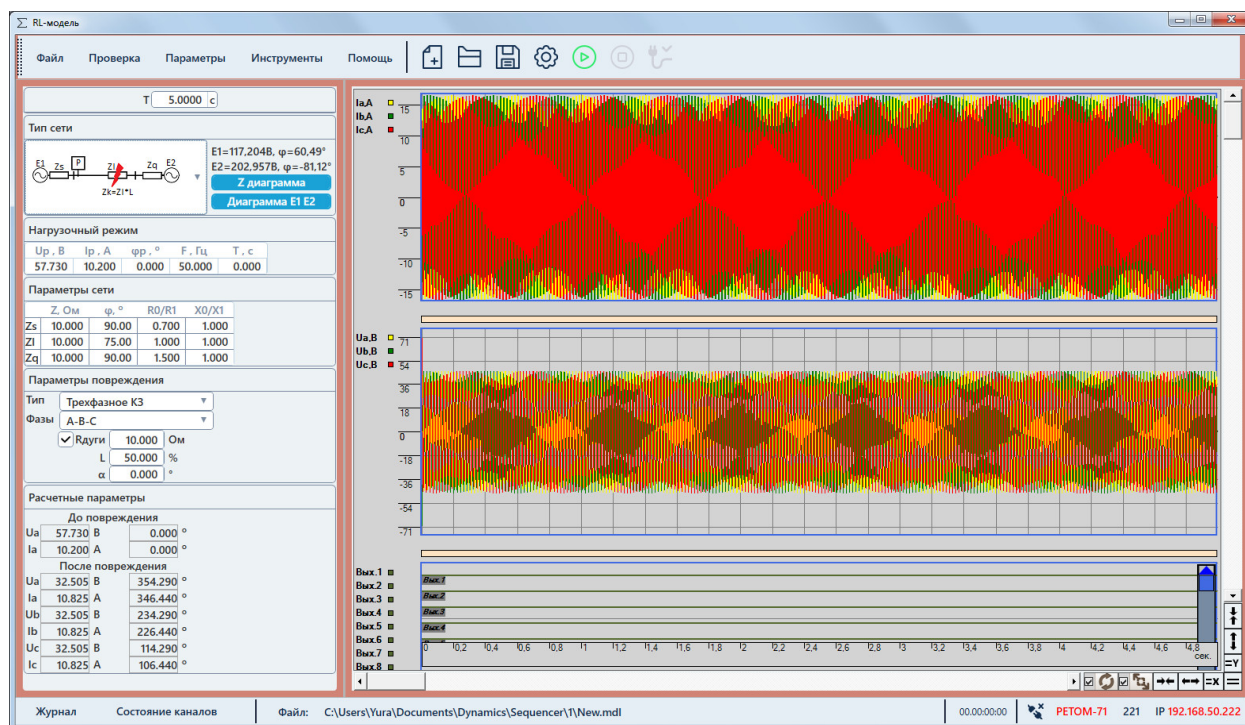 Σ RL-модель
Файл Проверка Параметры Инструменты Помощь
T 5.0000 с
Тип сети
E1 Zs P Zl Zq E2
Zk=Zl*L
E1=117,204В, φ=60,49°
E2=202,957В, φ=-81,12°
Z диаграмма
Диаграмма E1 E2
Нагрузочный режим
Uр , В Iр , А φр , ° F , Гц Т , с
57.730 10.200 0.000 50.000 0.000
Параметры сети
Z, Ом φ, ° R0/R1 X0/X1
Zs 10.000 90.00 0.700 1.000
Zl 10.000 75.00 1.000 1.000
Zq 10.000 90.00 1.500 1.000
Параметры повреждения
Тип Трехфазное КЗ
Фазы A-B-C
Rдуги 10.000 Ом
L 50.000 %
α 0.000 °
Расчетные параметры
До повреждения
Ua 57.730 В 0.000 °
Ia 10.200 А 0.000 °
После повреждения
Ua 32.505 В 354.290 °
Ia 10.825 А 346.440 °
Ub 32.505 В 234.290 °
Ib 10.825 А 226.440 °
Uc 32.505 В 114.290 °
Ic 10.825 А 106.440 °
Ia,A
Ib,A
Ic,A
15
10
5
0
-5
-10
-15
Ua,B
Ub,B
Uc,B
71
54
36
18
0
-18
-36
-54
-71
Вых.1 Вых.1
Вых.2 Вых.2
Вых.3 Вых.3
Вых.4 Вых.4
Вых.5
Вых.6
Вых.7
Вых.8
0 0,2 0,4 0,6 0,8 1 1,2 1,4 1,6 1,8 2 2,2 2,4 2,6 2,8 3 3,2 3,4 3,6 3,8 4 4,2 4,4 4,6 4,8
сек.
=Y
=X
Журнал Состояние каналов Файл: C:\Users\Yura\Documents\Dynamics\Sequencer\1\New.mdl 00.00:00:00 РЕТОМ-71 221 IP 192.168.50.222